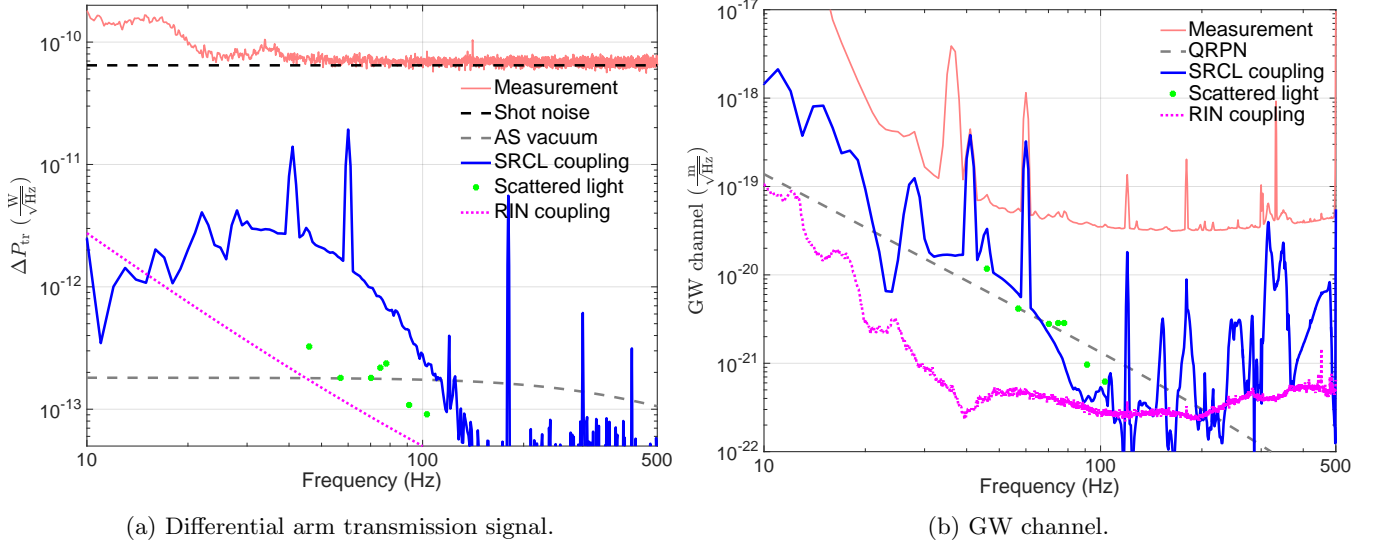 10^-10
10^-11
10^-12
10^-13
ΔP_tr (W/√Hz)
Measurement
Shot noise
AS vacuum
SRCL coupling
Scattered light
RIN coupling
10
100
500
Frequency (Hz)
(a) Differential arm transmission signal.
10^-17
10^-18
10^-19
10^-20
10^-21
10^-22
GW channel (m/√Hz)
Measurement
QRPN
SRCL coupling
Scattered light
RIN coupling
10
100
500
Frequency (Hz)
(b) GW channel.